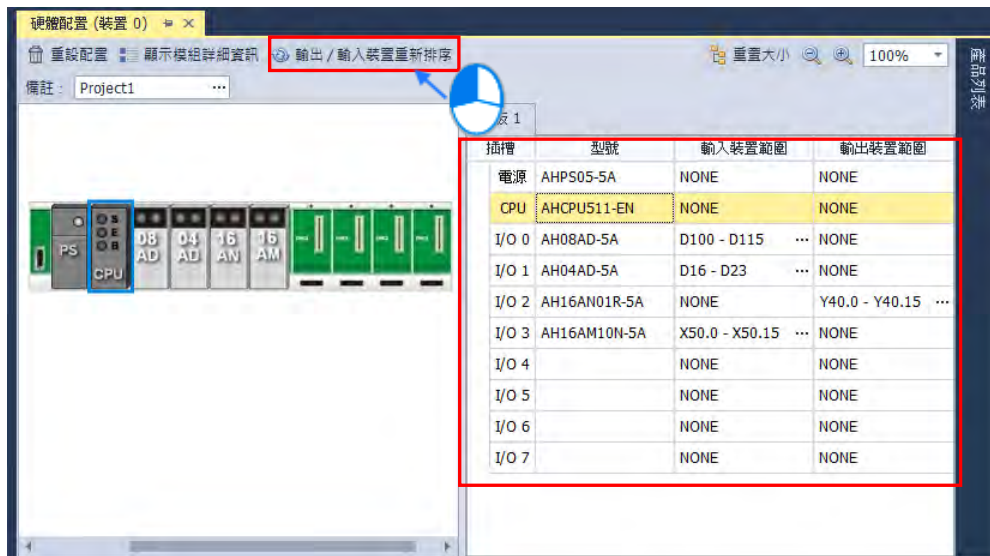 硬體配置 (裝置 0)
重設配置 顯示模組詳細資訊 輸出 / 輸入裝置重新排序 重置大小 100%
備註 : Project1 ...
產品列表
板 1
插槽 型號 輸入裝置範圍 輸出裝置範圍
電源 AHPS05-5A NONE NONE
CPU AHCPU511-EN NONE NONE
I/O 0 AH08AD-5A D100 - D115 ... NONE
I/O 1 AH04AD-5A D16 - D23 ... NONE
I/O 2 AH16AN01R-5A NONE Y40.0 - Y40.15 ...
I/O 3 AH16AM10N-5A X50.0 - X50.15 ... NONE
I/O 4 NONE NONE
I/O 5 NONE NONE
I/O 6 NONE NONE
I/O 7 NONE NONE
PS
S
E
B
CPU
08
AD
04
AD
16
AN
16
AM